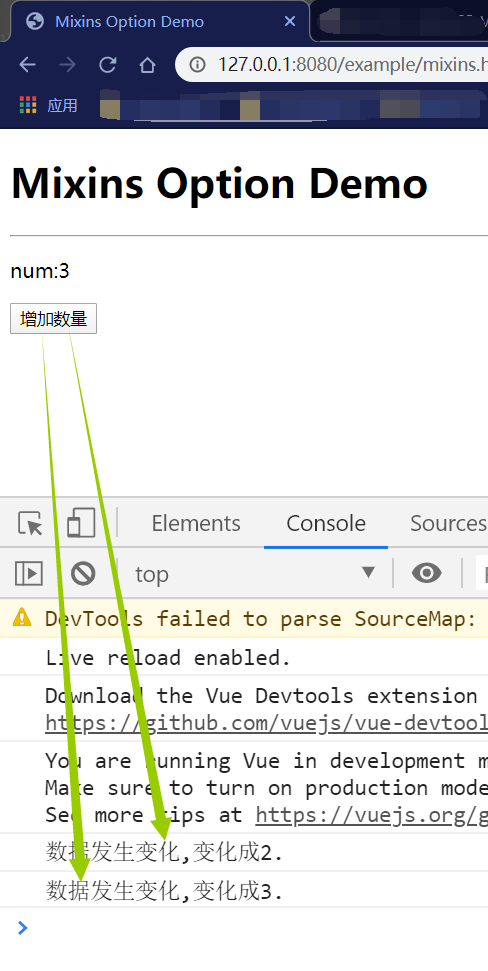 Mixins Option Demo
127.0.0.1:8080/example/mixins.h
应用
Mixins Option Demo
num:3
增加数量
Elements Console Sources
top
DevTools failed to parse SourceMap:
Live reload enabled.
Download the Vue Devtools extension
https://github.com/vuejs/vue-devtool
You are running Vue in development m
Make sure to turn on production mode
See more tips at https://vuejs.org/g
数据发生变化,变化成2.
数据发生变化,变化成3.